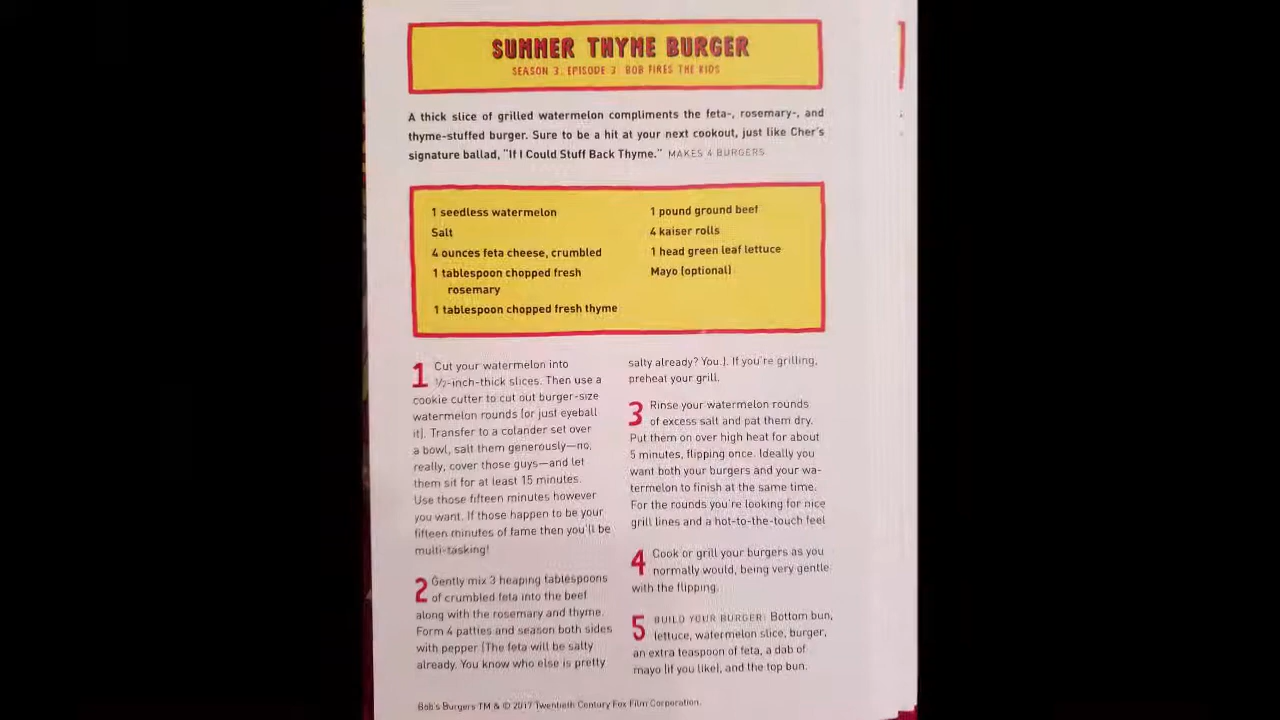 SUMMER THYME BURGER
SEASON 3, EPISODE 3 BOB FIRES THE KIDS
A thick slice of grilled watermelon compliments the feta-, rosemary-, and
thyme-stuffed burger. Sure to be a hit at your next cookout, just like Cher's
signature ballad, "If I Could Stuff Back Thyme." MAKES 4 BURGERS
1 seedless watermelon
Salt
4 ounces feta cheese, crumbled
1 tablespoon chopped fresh
rosemary
1 tablespoon chopped fresh thyme
1 pound ground beef
4 kaiser rolls
1 head green leaf lettuce
Mayo (optional)
1 Cut your watermelon into
½-inch-thick slices. Then use a
cookie cutter to cut out burger-size
watermelon rounds (or just eyeball
it). Transfer to a colander set over
a bowl, salt them generously—no,
really, cover those guys—and let
them sit for at least 15 minutes.
Use those fifteen minutes however
you want. If those happen to be your
fifteen minutes of fame then you'll be
multi-tasking!
2 Gently mix 3 heaping tablespoons
of crumbled feta into the beef
along with the rosemary and thyme.
Form 4 patties and season both sides
with pepper (The feta will be salty
already. You know who else is pretty
salty already? You.). If you're grilling,
preheat your grill.
3 Rinse your watermelon rounds
of excess salt and pat them dry.
Put them on over high heat for about
5 minutes, flipping once. Ideally you
want both your burgers and your wa-
termelon to finish at the same time.
For the rounds you're looking for nice
grill lines and a hot-to-the-touch feel
4 Cook or grill your burgers as you
normally would, being very gentle
with the flipping.
5 BUILD YOUR BURGER: Bottom bun,
lettuce, watermelon slice, burger,
an extra teaspoon of feta, a dab of
mayo (if you like), and the top bun.
Bob's Burgers TM & © 2017 Twentieth Century Fox Film Corporation.